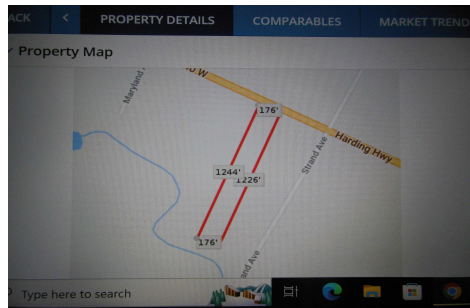 ACK < PROPERTY DETAILS COMPARABLES MARKET TREND
Property Map
Maryland
W
176'
Harding Hwy
Strand Ave
1244'
1226'
176'
and Ave
Type here to search